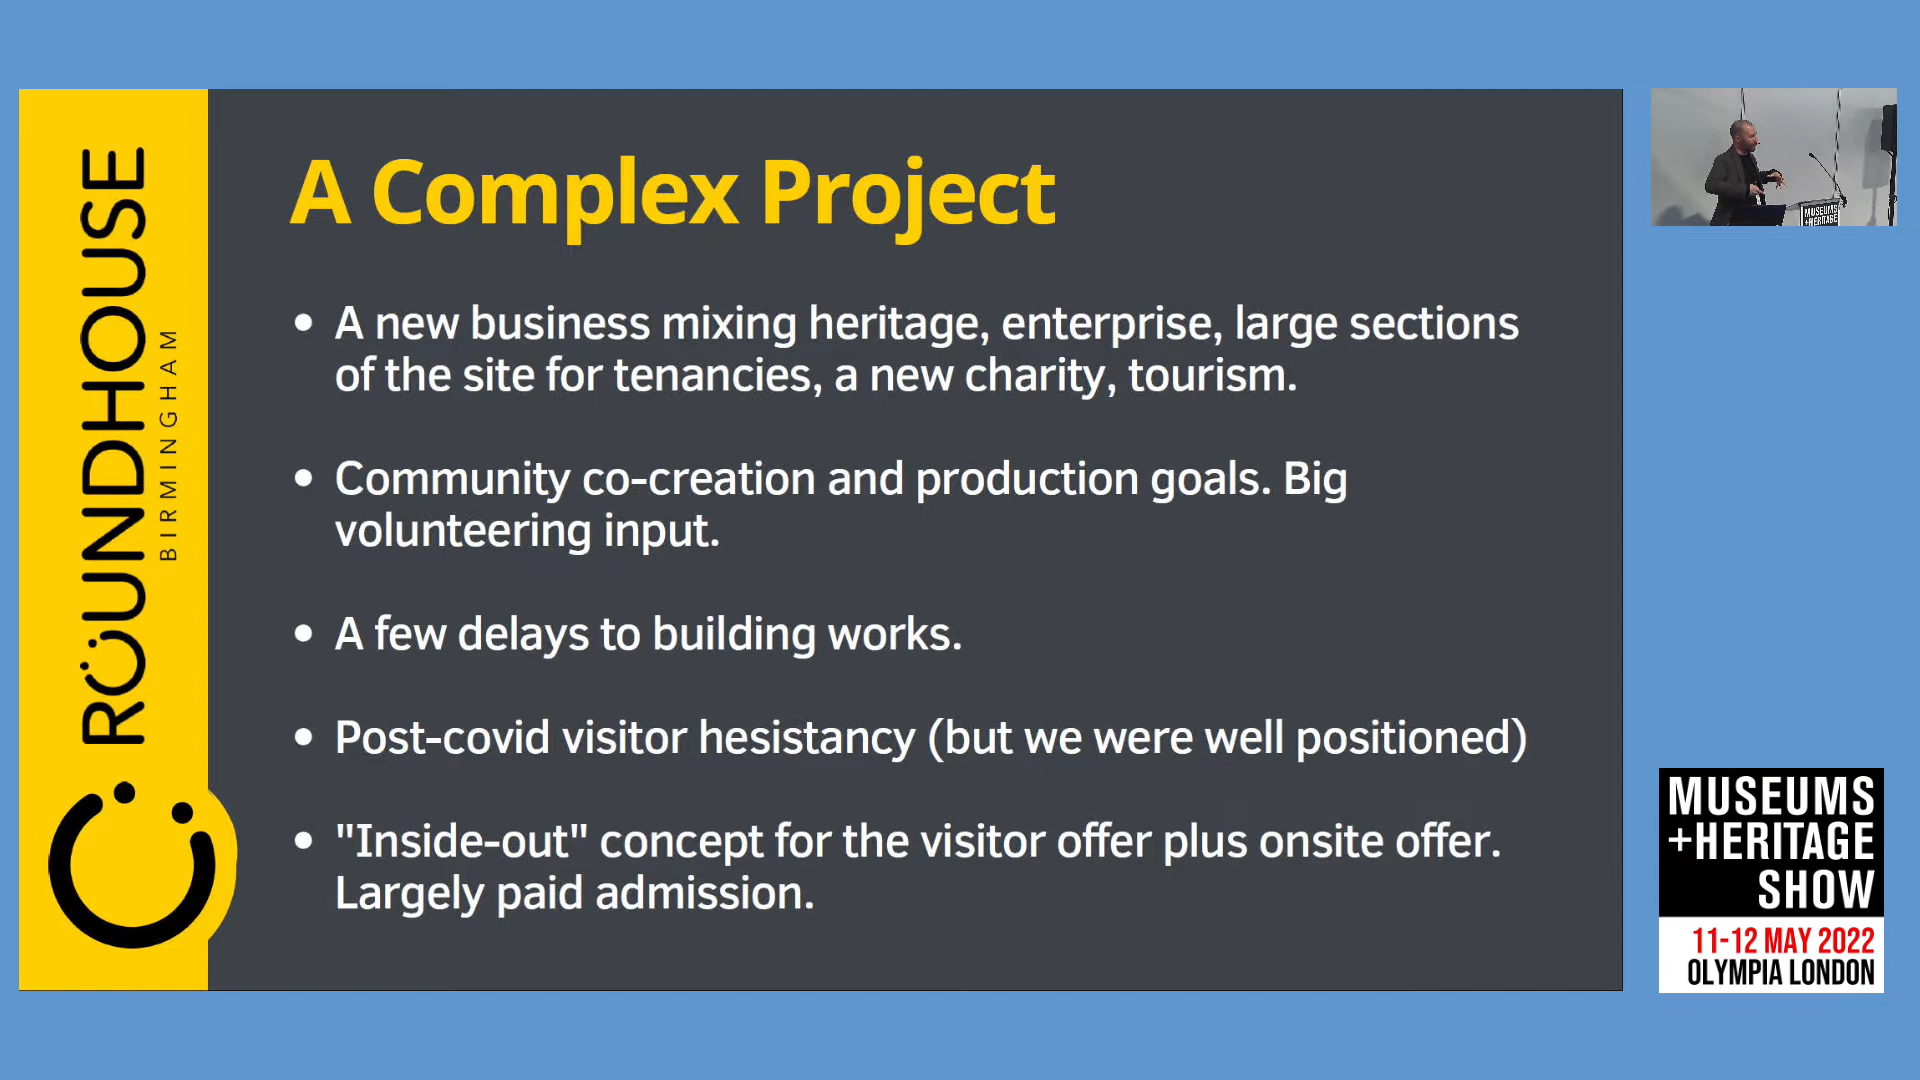 ROUNDHOUSE
BIRMINGHAM
A Complex Project
• A new business mixing heritage, enterprise, large sections
of the site for tenancies, a new charity, tourism.
• Community co-creation and production goals. Big
volunteering input.
• A few delays to building works.
• Post-covid visitor hesistancy (but we were well positioned)
• "Inside-out" concept for the visitor offer plus onsite offer.
Largely paid admission.
MUSEUMS
+HERITAGE
MUSEUMS
+HERITAGE
SHOW
11-12 MAY 2022
OLYMPIA LONDON